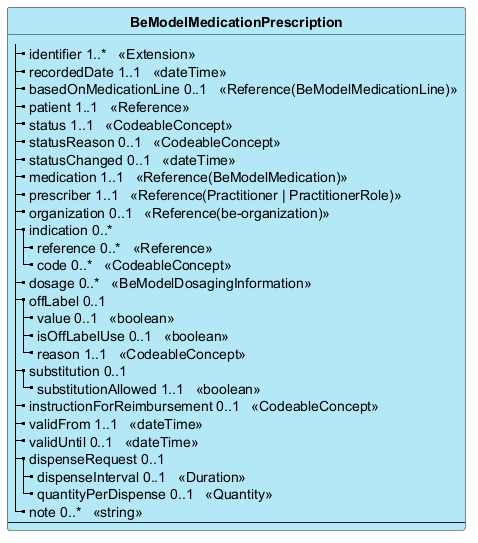 BeModelMedicationPrescription
identifier 1..* «Extension»
recordedDate 1..1 «dateTime»
basedOnMedicationLine 0..1 «Reference(BeModelMedicationLine)»
patient 1..1 «Reference»
status 1..1 «CodeableConcept»
statusReason 0..1 «CodeableConcept»
statusChanged 0..1 «dateTime»
medication 1..1 «Reference(BeModelMedication)»
prescriber 1..1 «Reference(Practitioner | PractitionerRole)»
organization 0..1 «Reference(be-organization)»
indication 0..*
reference 0..* «Reference»
code 0..* «CodeableConcept»
dosage 0..* «BeModelDosagingInformation»
offLabel 0..1
value 0..1 «boolean»
isOffLabelUse 0..1 «boolean»
reason 1..1 «CodeableConcept»
substitution 0..1
substitutionAllowed 1..1 «boolean»
instructionForReimbursement 0..1 «CodeableConcept»
validFrom 1..1 «dateTime»
validUntil 0..1 «dateTime»
dispenseRequest 0..1
dispenseInterval 0..1 «Duration»
quantityPerDispense 0..1 «Quantity»
note 0..* «string»